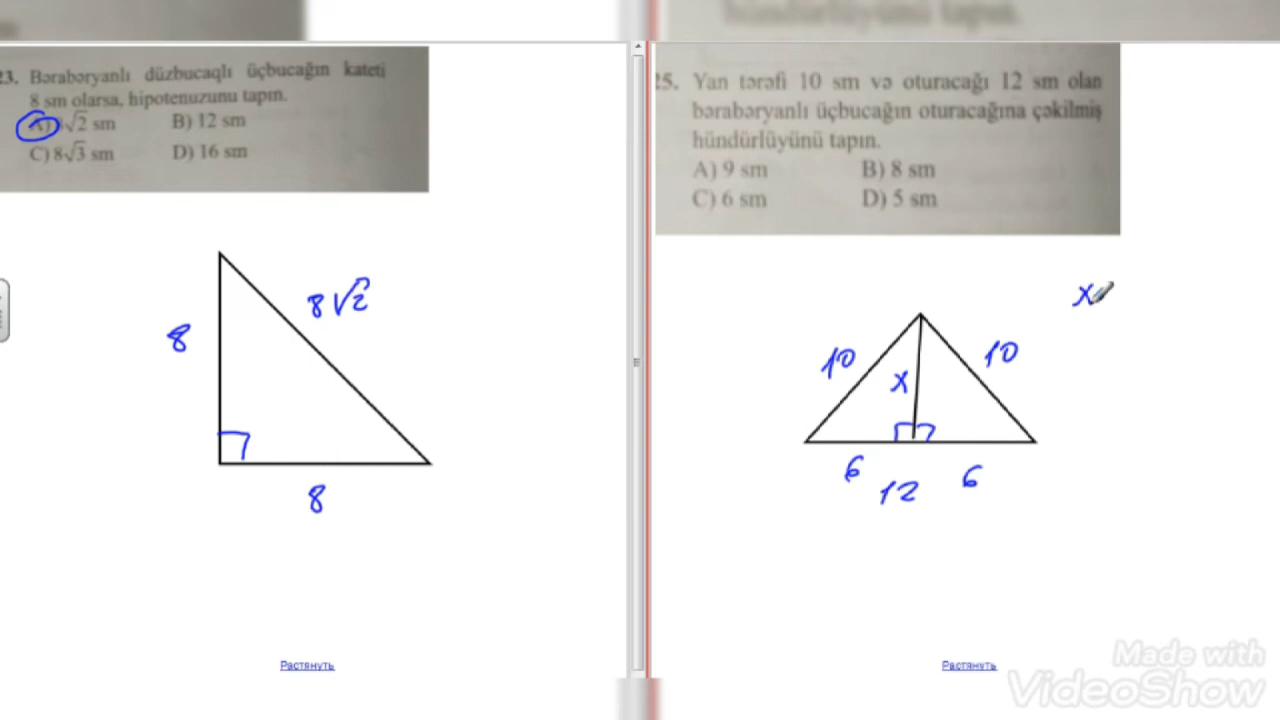 hündürlüyünü tapın.
23. Bərabəryanlı düzbucaqlı üçbucağın kateti
8 sm olarsa, hipotenuzunu tapın.
A) 8√2 sm B) 12 sm
C) 8√3 sm D) 16 sm
8
8√2
8
Растянуть
25. Yan tərəfi 10 sm və oturacağı 12 sm olan
bərabəryanlı üçbucağın oturacağına çəkilmiş
hündürlüyünü tapın.
A) 9 sm B) 8 sm
C) 6 sm D) 5 sm
x
10
x
10
6
12
6
Растянуть
Made with
VideoShow